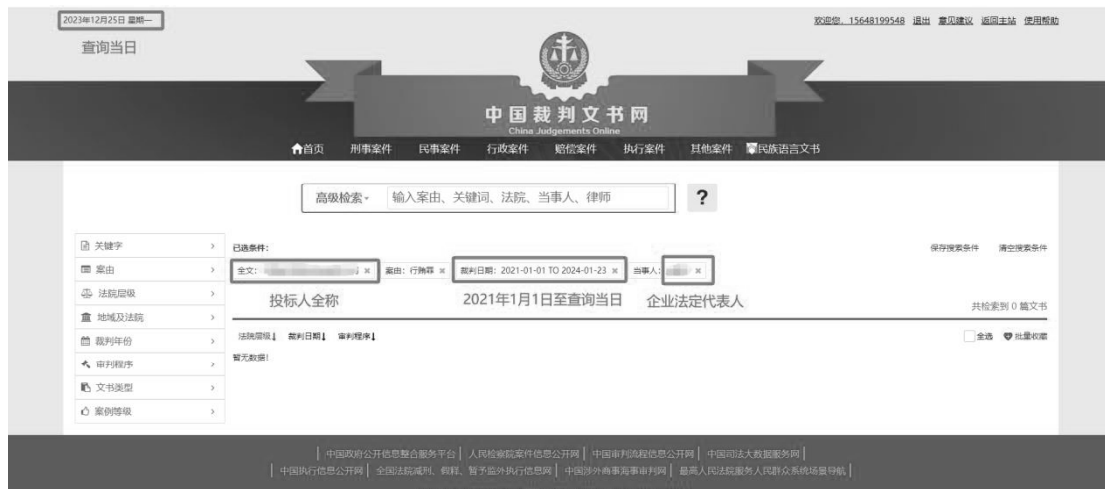 2023年12月25日 星期一
欢迎您，15648199548 退出 意见建议 返回主站 使用帮助
查询当日
中国裁判文书网
China Judgements Online
首页 刑事案件 民事案件 行政案件 赔偿案件 执行案件 其他案件 民族语言文书
高级检索 输入案由、关键词、法院、当事人、律师 ?
关键字
案由
法院层级
地域及法院
裁判年份
审判程序
文书类型
案例等级
已选条件：
保存搜索条件 清空搜索条件
全文： × 案由：行贿罪 × 裁判日期：2021-01-01 TO 2024-01-23 × 当事人： ×
投标人全称 2021年1月1日至查询当日 企业法定代表人
共检索到 0 篇文书
法院层级↓ 裁判日期↓ 审判程序↓
全选 批量收藏
暂无数据！
中国政府公开信息整合服务平台 | 人民检察院案件信息公开网 | 中国审判流程信息公开网 | 中国司法大数据服务网 |
中国执行信息公开网 | 全国法院减刑、假释、暂予监外执行信息网 | 中国涉外商事海事审判网 | 最高人民法院服务人民群众系统场景导航 |